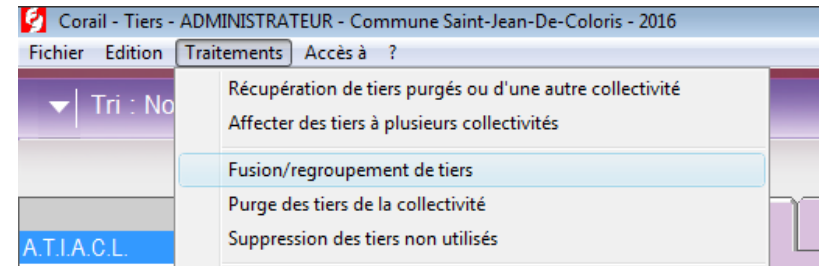 Corail - Tiers - ADMINISTRATEUR - Commune Saint-Jean-De-Coloris - 2016
Fichier Edition Traitements Accès à ?
Tri : No
Récupération de tiers purgés ou d'une autre collectivité
Affecter des tiers à plusieurs collectivités
Fusion/regroupement de tiers
Purge des tiers de la collectivité
Suppression des tiers non utilisés
A.T.I.A.C.L.